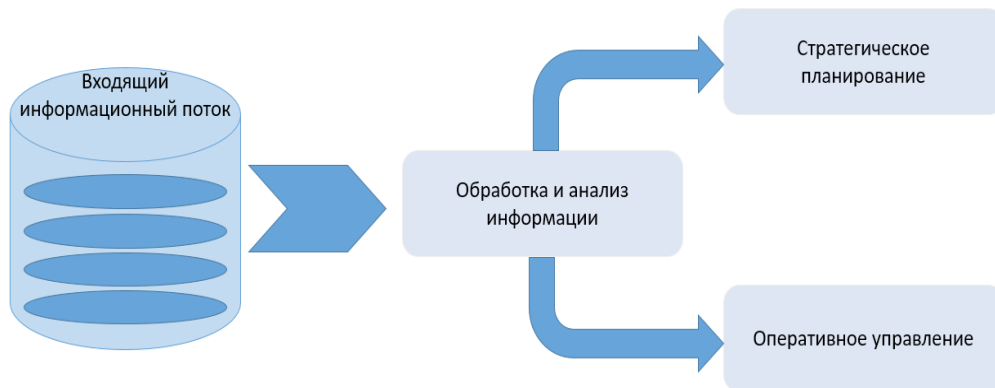 Входящий
информационный поток
Обработка и анализ
информации
Стратегическое
планирование
Оперативное управление